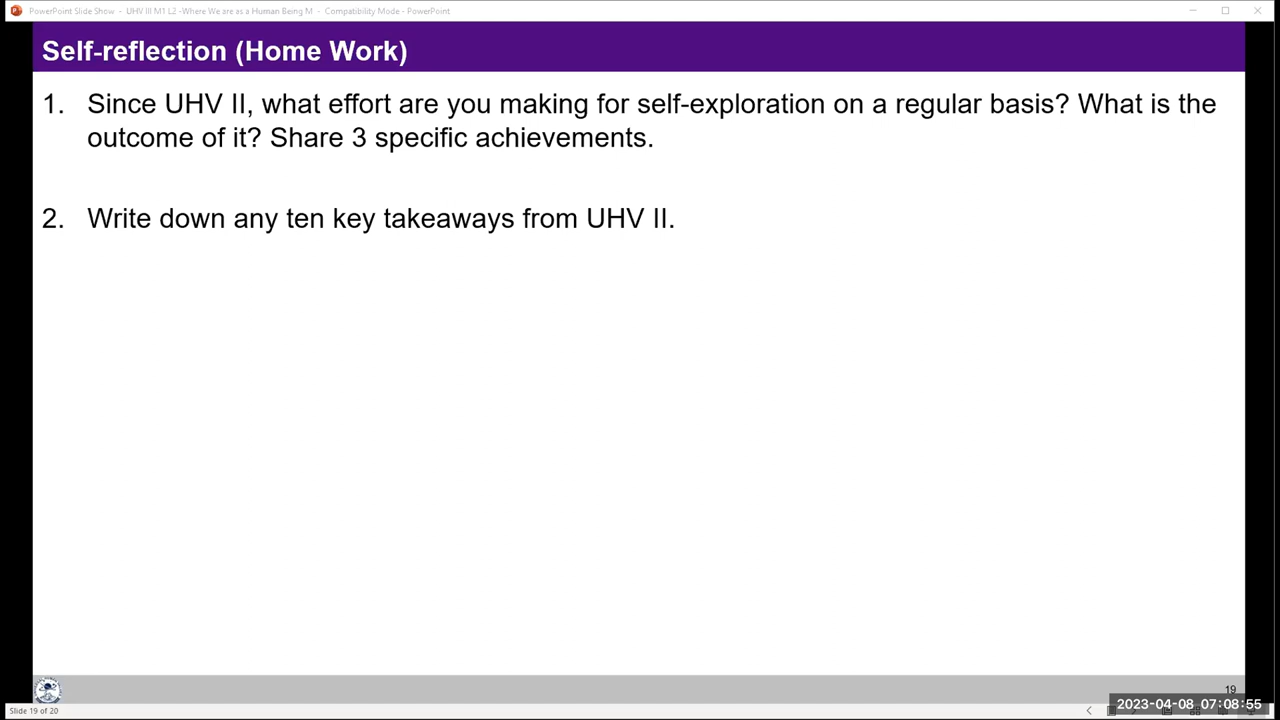 PowerPoint Slide Show - UHV III M1 L2 -Where We are as a Human Being M - Compatibility Mode - PowerPoint
Self-reflection (Home Work)
1. Since UHV II, what effort are you making for self-exploration on a regular basis? What is the
outcome of it? Share 3 specific achievements.
2. Write down any ten key takeaways from UHV II.
19
Slide 19 of 20
2023-04-08 07:08:55